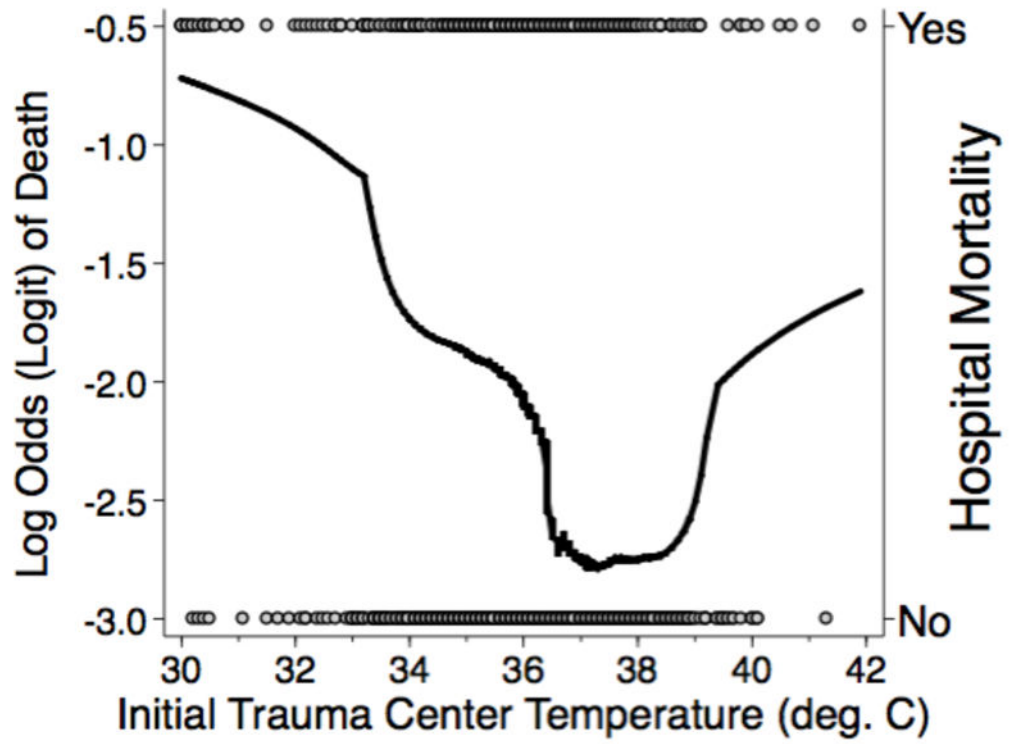 Log Odds (Logit) of Death
-0.5
-1.0
-1.5
-2.0
-2.5
-3.0
30 32 34 36 38 40 42
Initial Trauma Center Temperature (deg. C)
Yes
No
Hospital Mortality